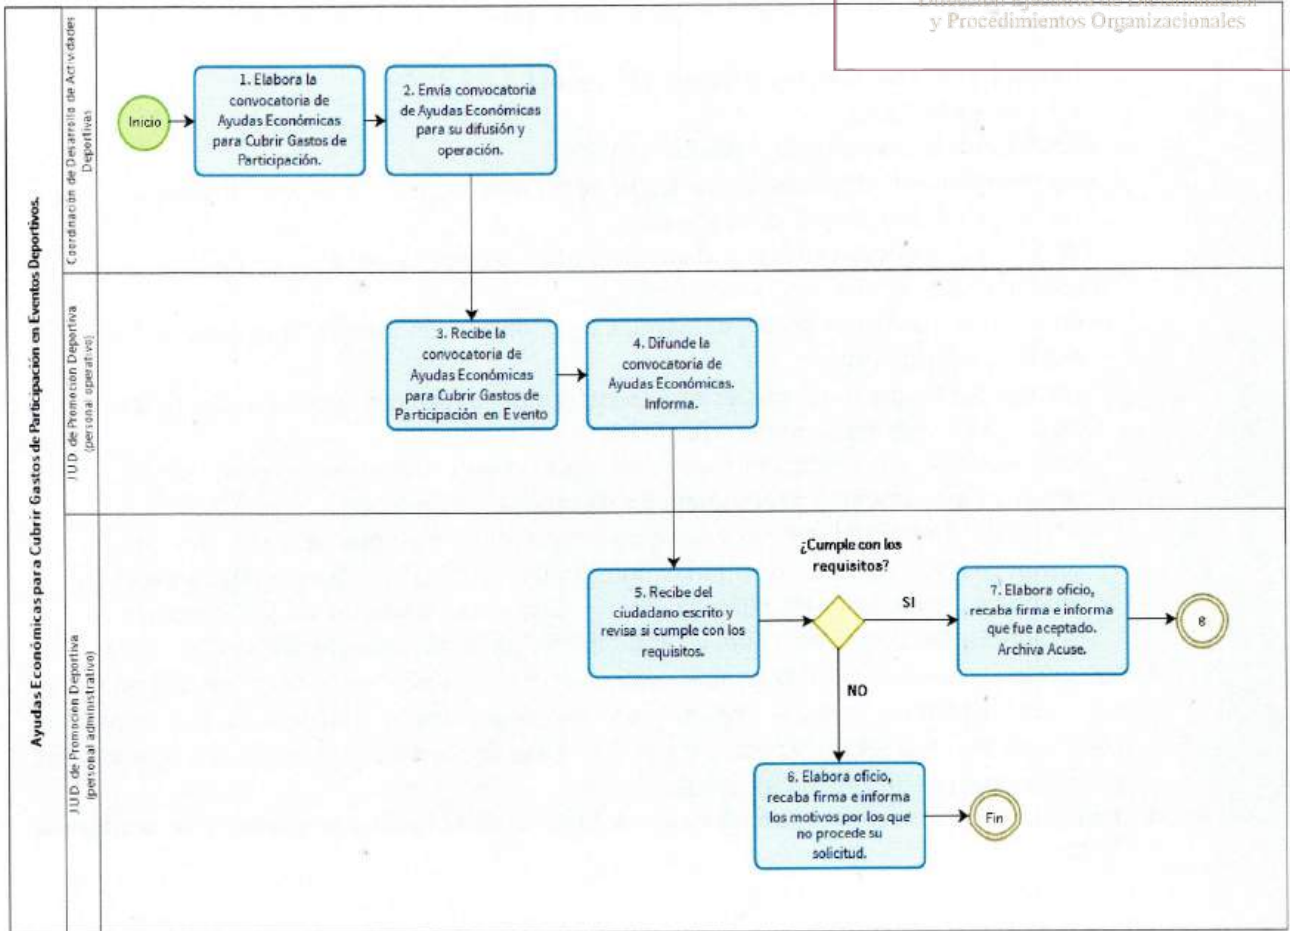 y Procedimientos Organizacionales
Ayudas Económicas para Cubrir Gastos de Participación en Eventos Deportivos.
Coordinación de Desarrollo de Actividades
Deportivas
Inicio
1. Elabora la
convocatoria de
Ayudas Económicas
para Cubrir Gastos de
Participación.
2. Envía convocatoria
de Ayudas Económicas
para su difusión y
operación.
J.U.D. de Promoción Deportiva
(personal operativo)
3. Recibe la
convocatoria de
Ayudas Económicas
para Cubrir Gastos de
Participación en Evento
4. Difunde la
convocatoria de
Ayudas Económicas.
Informa.
J.U.D. de Promoción Deportiva
(personal administrativo)
5. Recibe del
ciudadano escrito y
revisa si cumple con los
requisitos.
¿Cumple con los
requisitos?
SI
7. Elabora oficio,
recaba firma e informa
que fue aceptado.
Archiva Acuse.
8
NO
6. Elabora oficio,
recaba firma e informa
los motivos por los que
no procede su
solicitud.
Fin